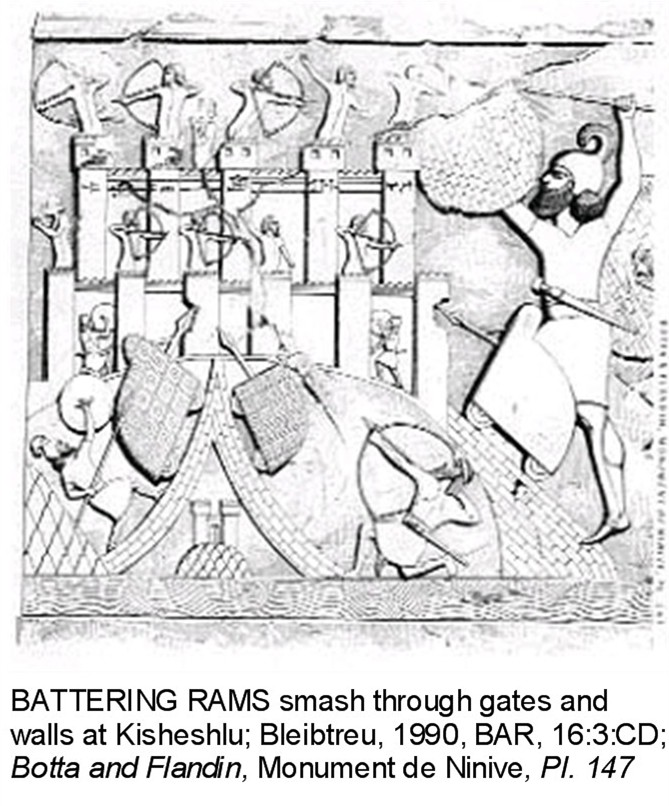 BATTERING RAMS smash through gates and
walls at Kisheshlu; Bleibtreu, 1990, BAR, 16:3:CD;
Botta and Flandin, Monument de Ninive, Pl. 147